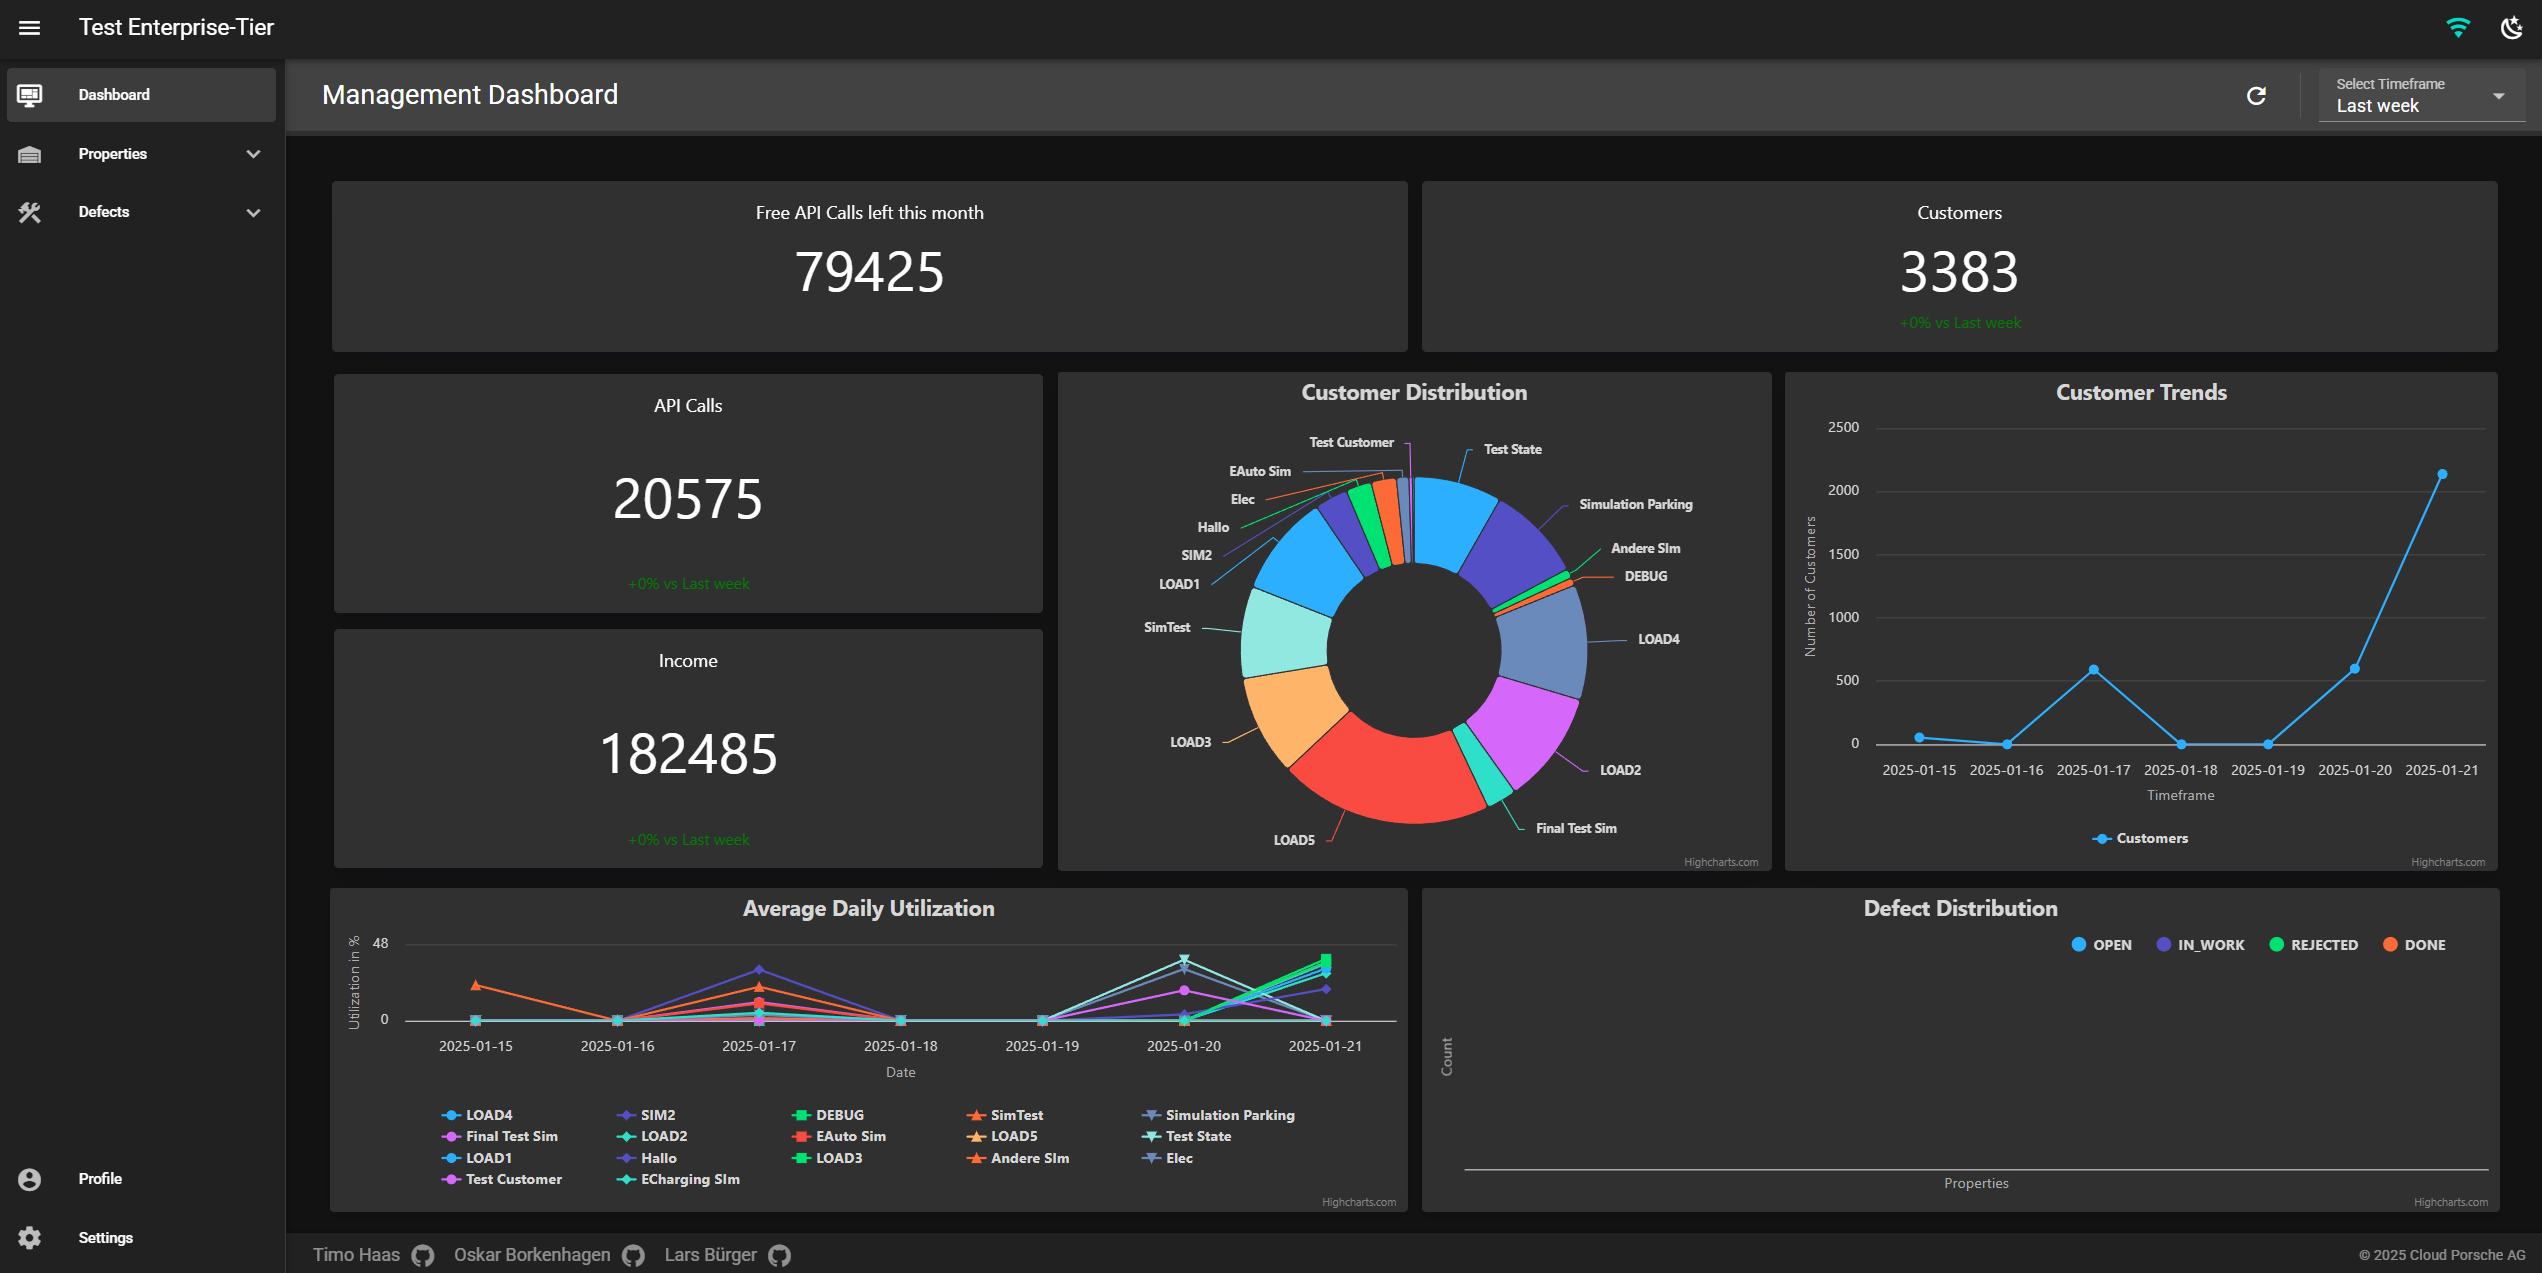 Test Enterprise-Tier
Dashboard
Properties
Defects
Profile
Settings
Management Dashboard
Select Timeframe
Last week
Free API Calls left this month
79425
Customers
3383
+0% vs Last week
API Calls
20575
+0% vs Last week
Income
182485
+0% vs Last week
Customer Distribution
Test Customer
Test State
EAuto Sim
Elec
Simulation Parking
Hallo
Andere SIm
SIM2
DEBUG
LOAD1
SimTest
LOAD4
LOAD3
LOAD2
Final Test Sim
LOAD5
Highcharts.com
Customer Trends
Number of Customers
2500
2000
1500
1000
500
0
2025-01-15 2025-01-16 2025-01-17 2025-01-18 2025-01-19 2025-01-20 2025-01-21
Timeframe
Customers
Highcharts.com
Average Daily Utilization
Utilization in %
48
0
2025-01-15 2025-01-16 2025-01-17 2025-01-18 2025-01-19 2025-01-20 2025-01-21
Date
LOAD4 SIM2 DEBUG SimTest Simulation Parking
Final Test Sim LOAD2 EAuto Sim LOAD5 Test State
LOAD1 Hallo LOAD3 Andere SIm Elec
Test Customer ECharging SIm
Highcharts.com
Defect Distribution
OPEN IN_WORK REJECTED DONE
Count
Properties
Highcharts.com
Timo Haas Oskar Borkenhagen Lars Bürger
© 2025 Cloud Porsche AG